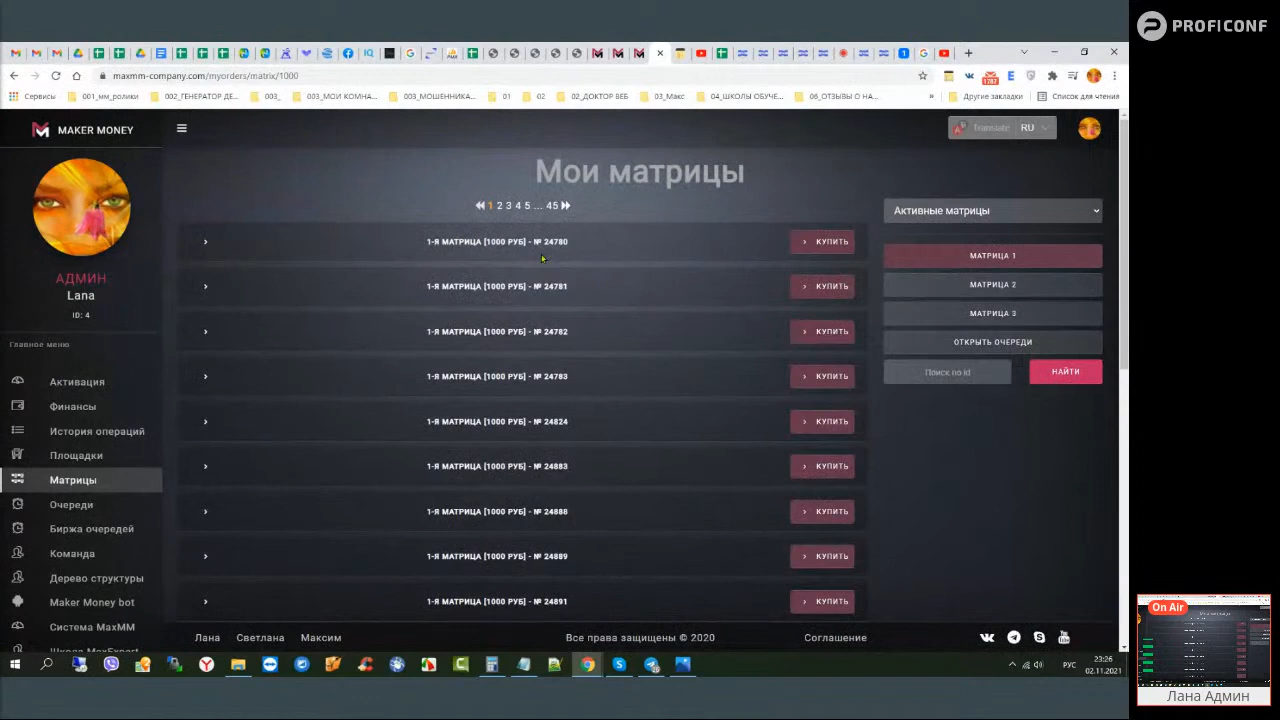 PROFICONF
maxmm-company.com/myorders/matrix/1000
Сервисы
001_мм_ролики
002_ГЕНЕРАТОР ДЕ...
003_МОИ КОМНА...
003_МОШЕННИКА...
01
02
02_ДОКТОР ВЕБ
03_Макс
04_ШКОЛЫ ОБУЧЕ...
06_ОТЗЫВЫ О НА...
»
Другие закладки
Список для чтения
MAKER MONEY
Translate
RU
АДМИН
Lana
ID: 4
Главное меню
Активация
Финансы
История операций
Площадки
Матрицы
Очереди
Биржа очередей
Команда
Дерево структуры
Maker Money bot
Система MaxMM
Школа MaxExpert
Мои матрицы
1 2 3 4 5 ... 45
1-Я МАТРИЦА [1000 РУБ] - № 24780
КУПИТЬ
1-Я МАТРИЦА [1000 РУБ] - № 24781
КУПИТЬ
1-Я МАТРИЦА [1000 РУБ] - № 24782
КУПИТЬ
1-Я МАТРИЦА [1000 РУБ] - № 24783
КУПИТЬ
1-Я МАТРИЦА [1000 РУБ] - № 24824
КУПИТЬ
1-Я МАТРИЦА [1000 РУБ] - № 24883
КУПИТЬ
1-Я МАТРИЦА [1000 РУБ] - № 24888
КУПИТЬ
1-Я МАТРИЦА [1000 РУБ] - № 24889
КУПИТЬ
1-Я МАТРИЦА [1000 РУБ] - № 24891
КУПИТЬ
Активные матрицы
МАТРИЦА 1
МАТРИЦА 2
МАТРИЦА 3
ОТКРЫТЬ ОЧЕРЕДИ
Поиск по id
НАЙТИ
Лана
Светлана
Максим
Все права защищены © 2020
Соглашение
РУС
23:26
02.11.2021
On Air
Лана Админ